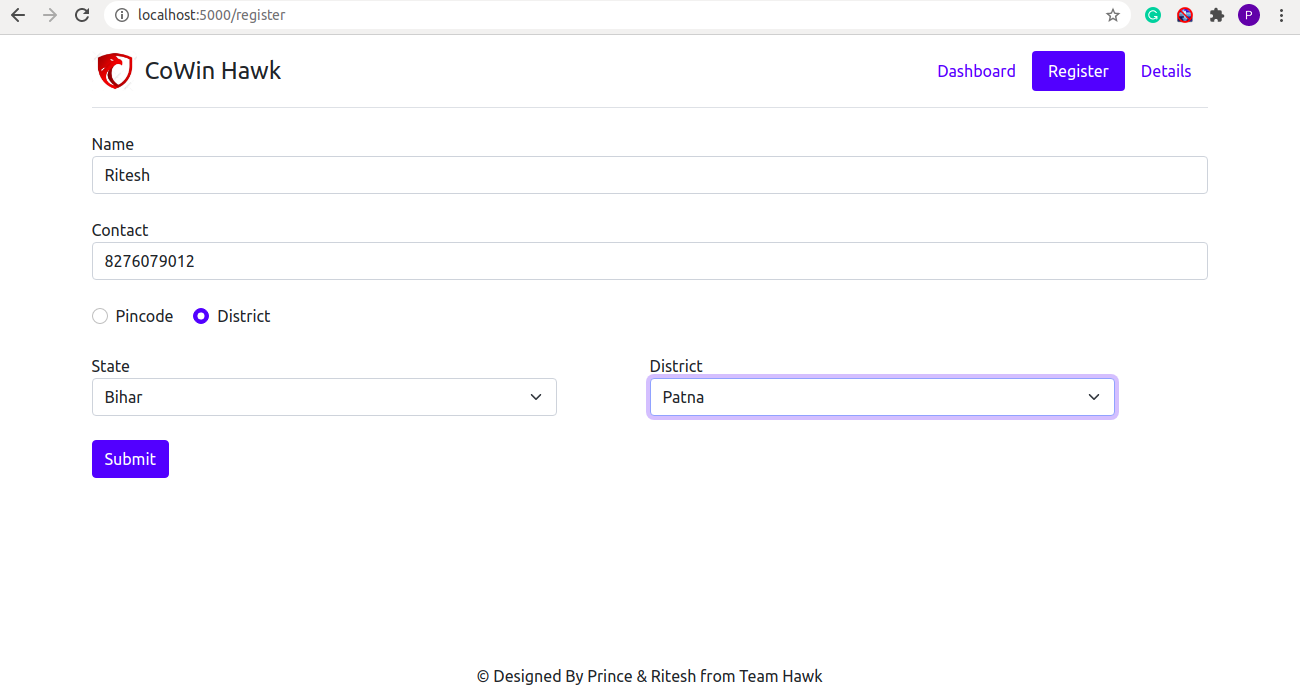 localhost:5000/register
P
CoWin Hawk
Dashboard Register Details
Name
Ritesh
Contact
8276079012
Pincode District
State District
Bihar Patna
Submit
© Designed By Prince & Ritesh from Team Hawk